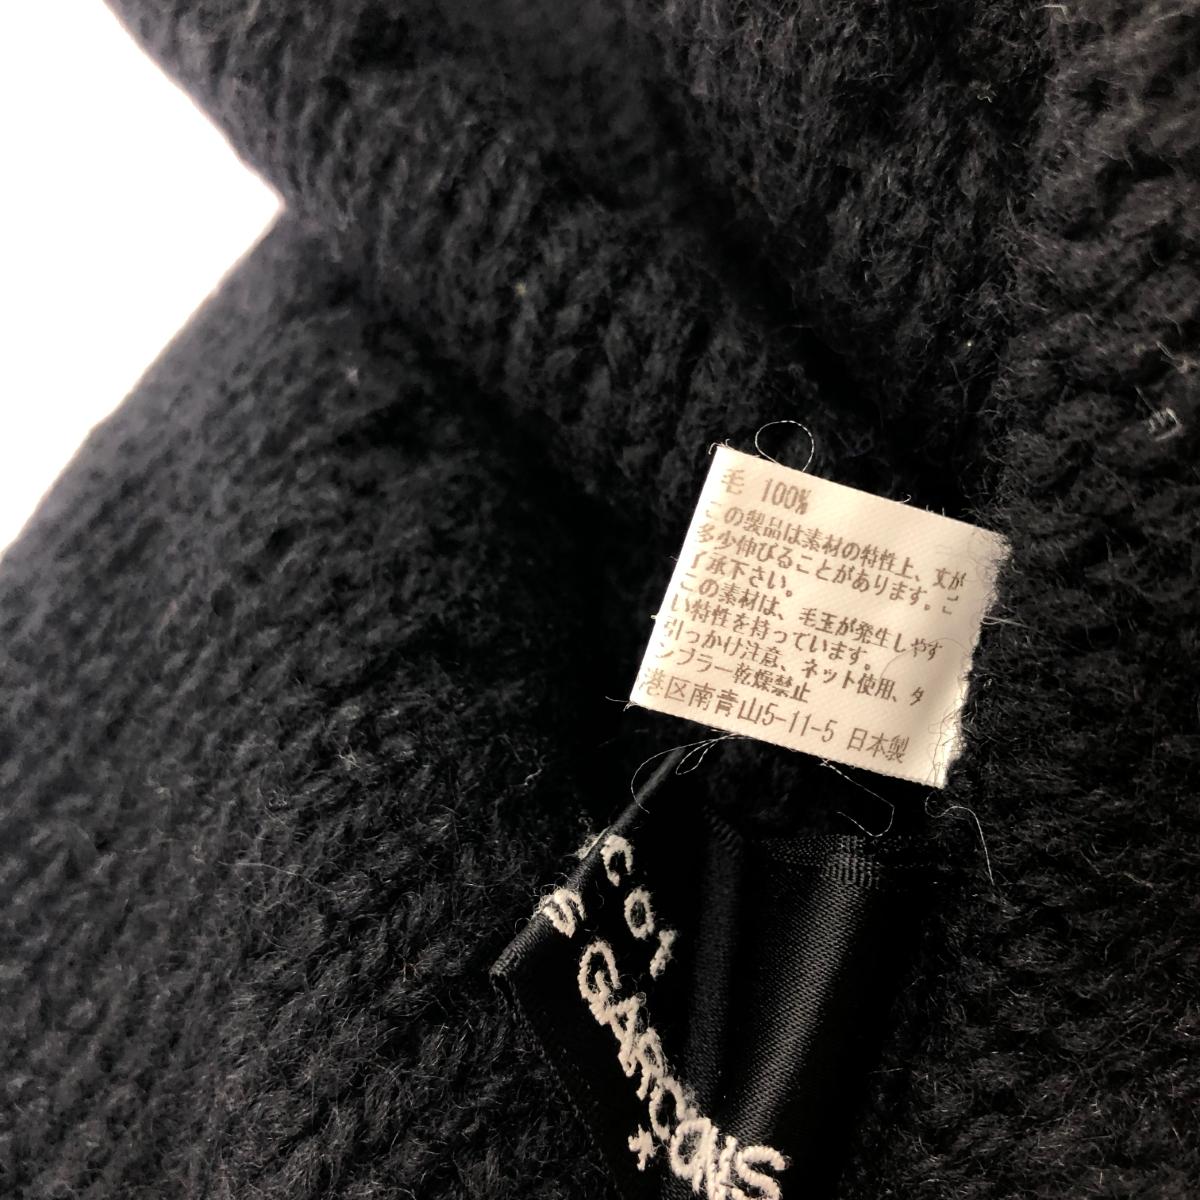 毛 100%
この製品は素材の特性上、丈が
多少伸びることがあります。ご
了承下さい。
この素材は、毛玉が発生しやす
い特性を持っています。
引っかけ注意、ネット使用、タ
ンブラー乾燥禁止
港区南青山5-11-5 日本製
CO
GARCONS
*